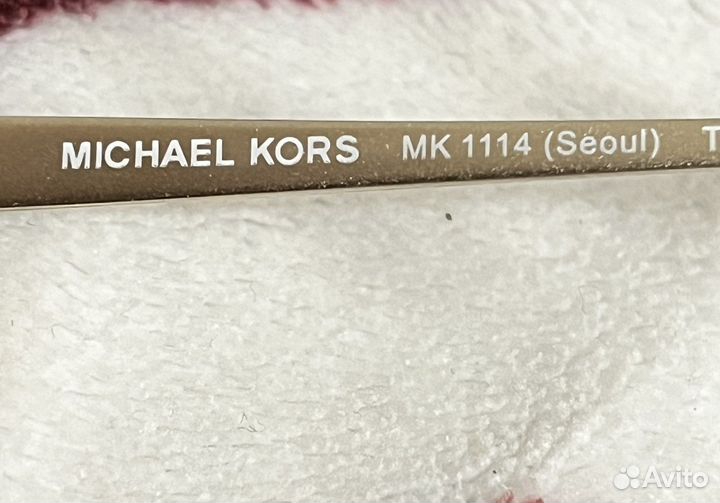 MICHAEL KORS MK 1114 (Seoul) T
Avito